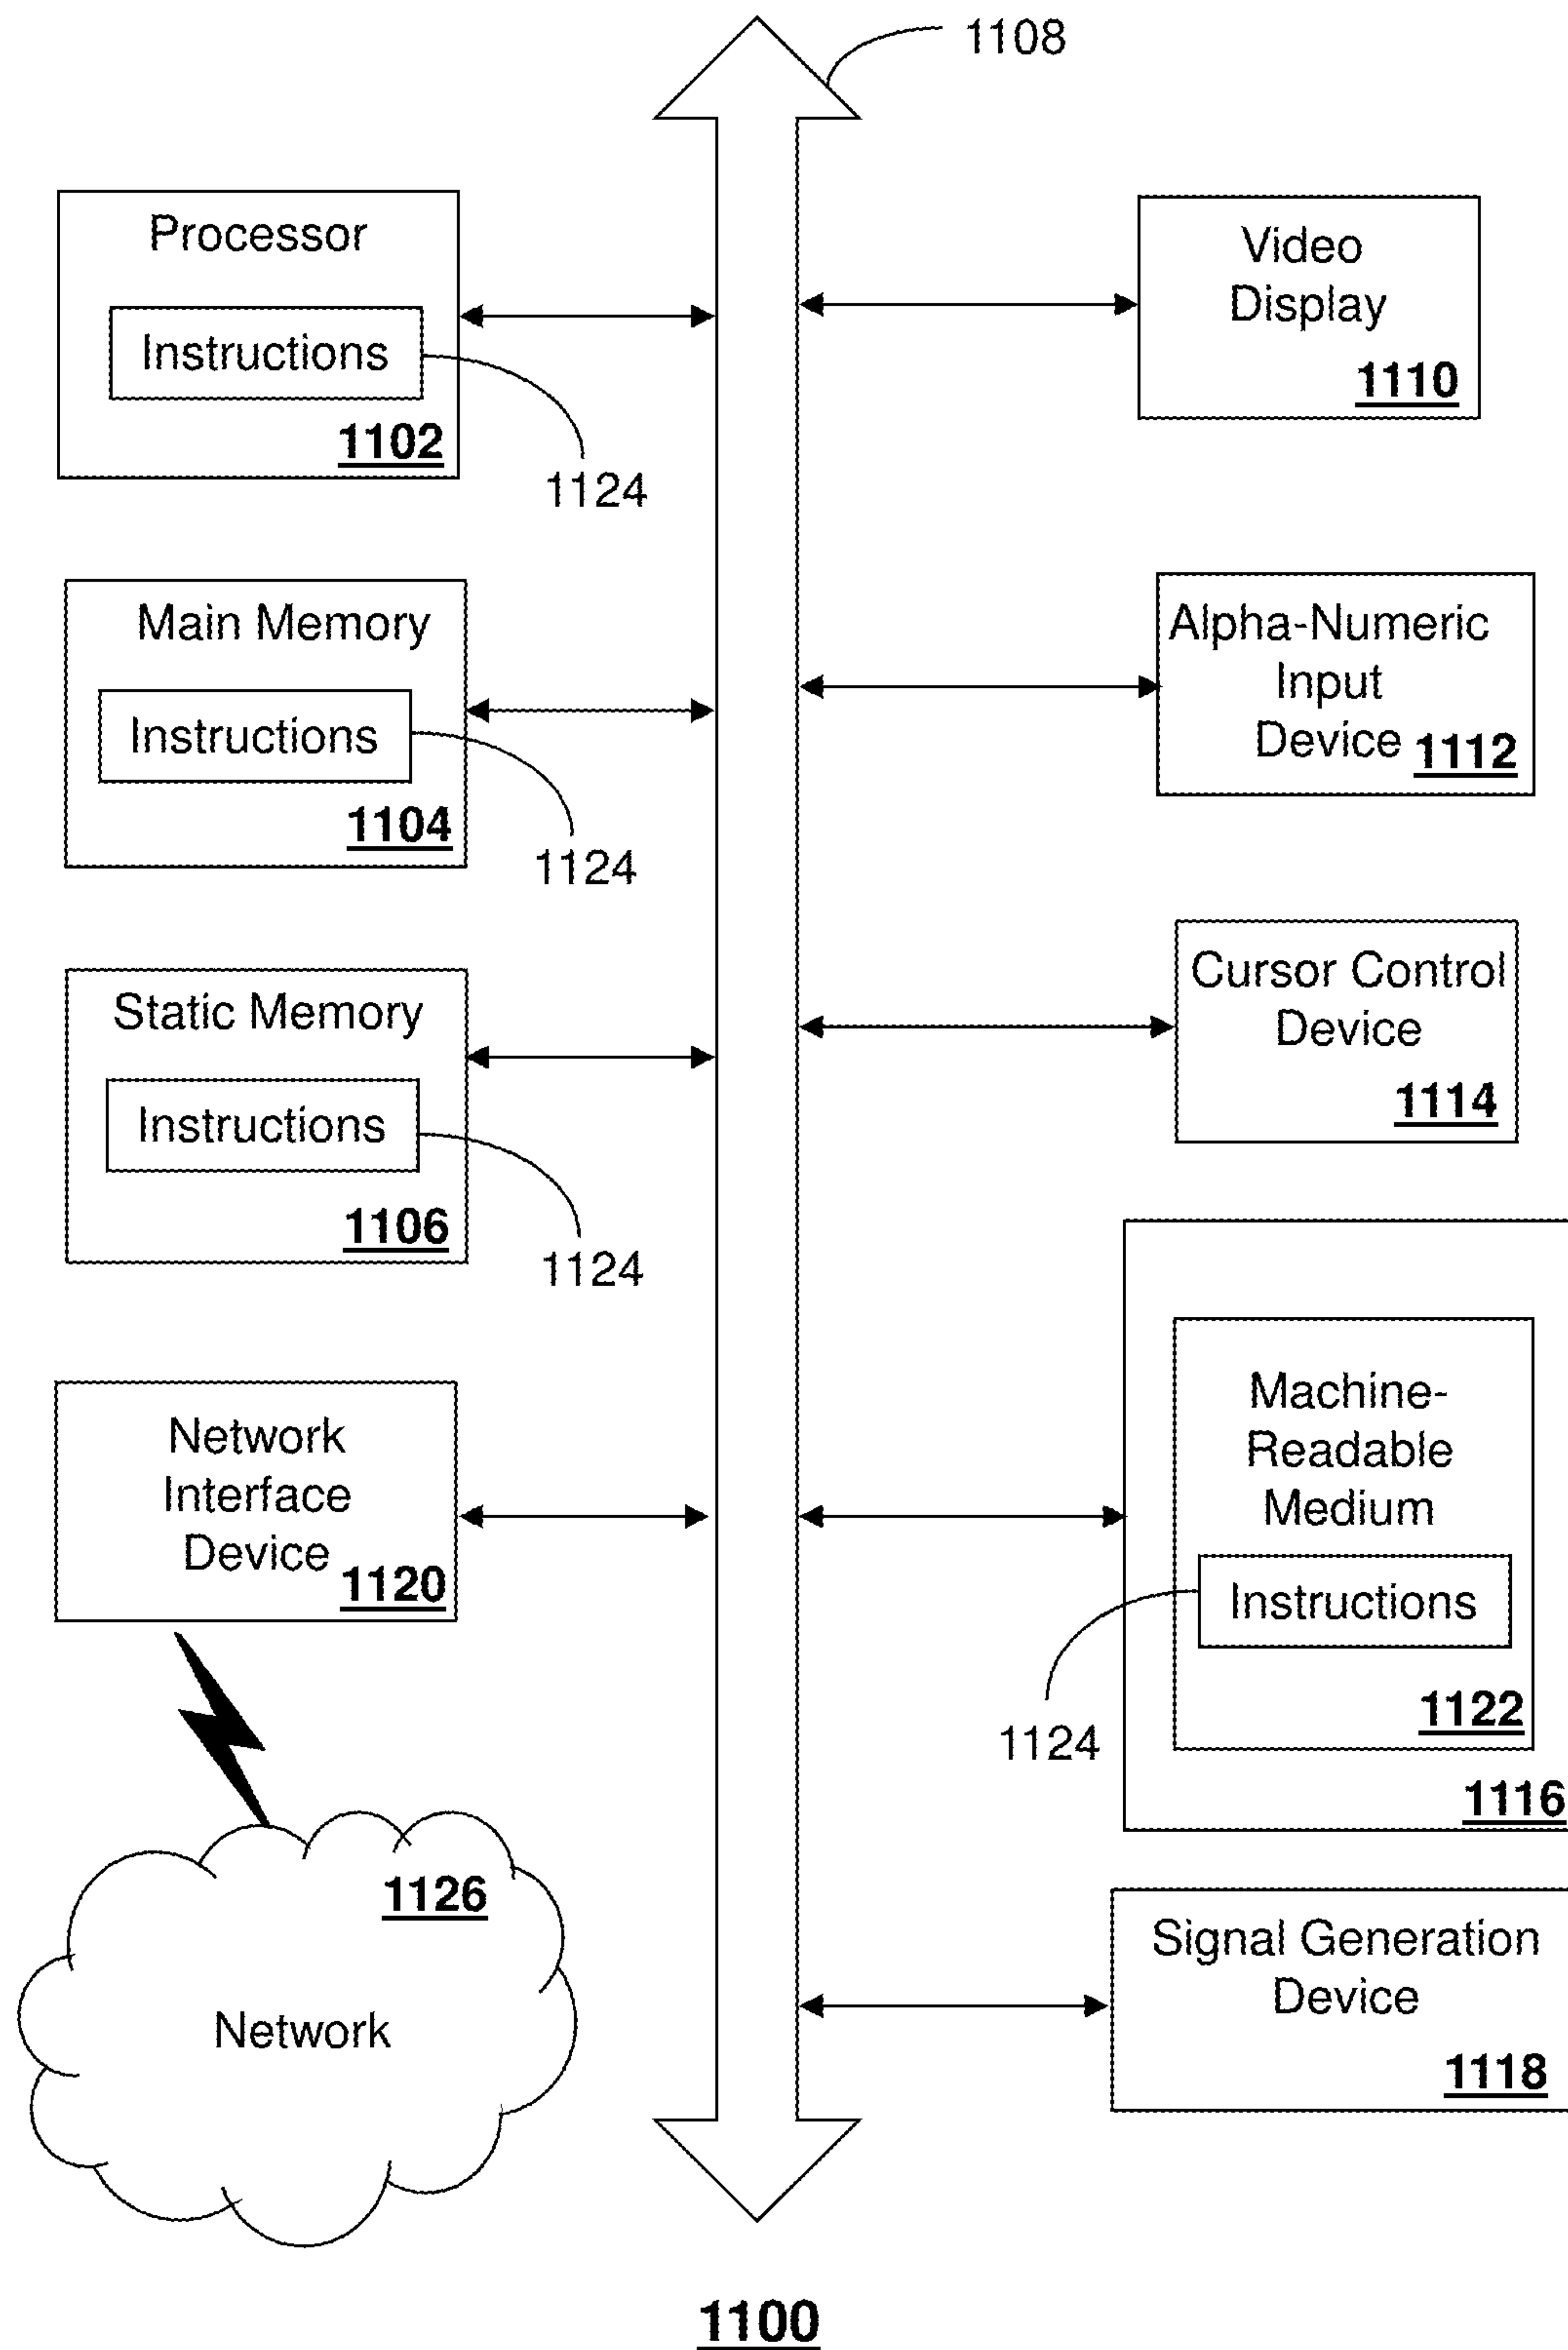 1108
Processor
Instructions
1102
1124
Main Memory
Instructions
1104
1124
Static Memory
Instructions
1106
1124
Network
Interface
Device
1120
1126
Network
Video
Display
1110
Alpha-Numeric
Input
Device 1112
Cursor Control
Device
1114
Machine-
Readable
Medium
Instructions
1122
1124
1116
Signal Generation
Device
1118
1100